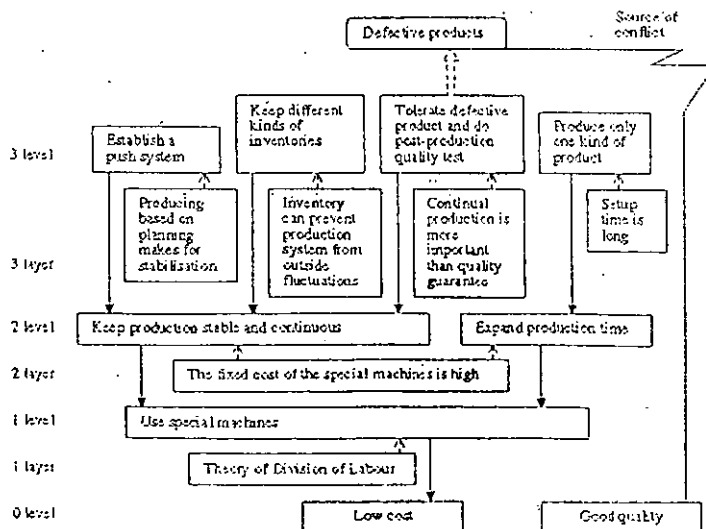 Defective products
Source of
conflict
3 level
Establish a
push system
Keep different
kinds of
inventories
Tolerate defective
product and do
post-production
quality test
Produce only
one kind of
product
3 layer
Producing
based on
planning
makes for
stabilisation
Inventory
can prevent
production
system from
outside
fluctuations
Continual
production is
more
important
than quality
guarantee
Setup
time is
long
2 level
Keep production stable and continuous
Expand production time
2 layer
The fixed cost of the special machines is high
1 level
Use special machines
1 layer
Theory of Division of Labour
0 level
Low cost
Good quality